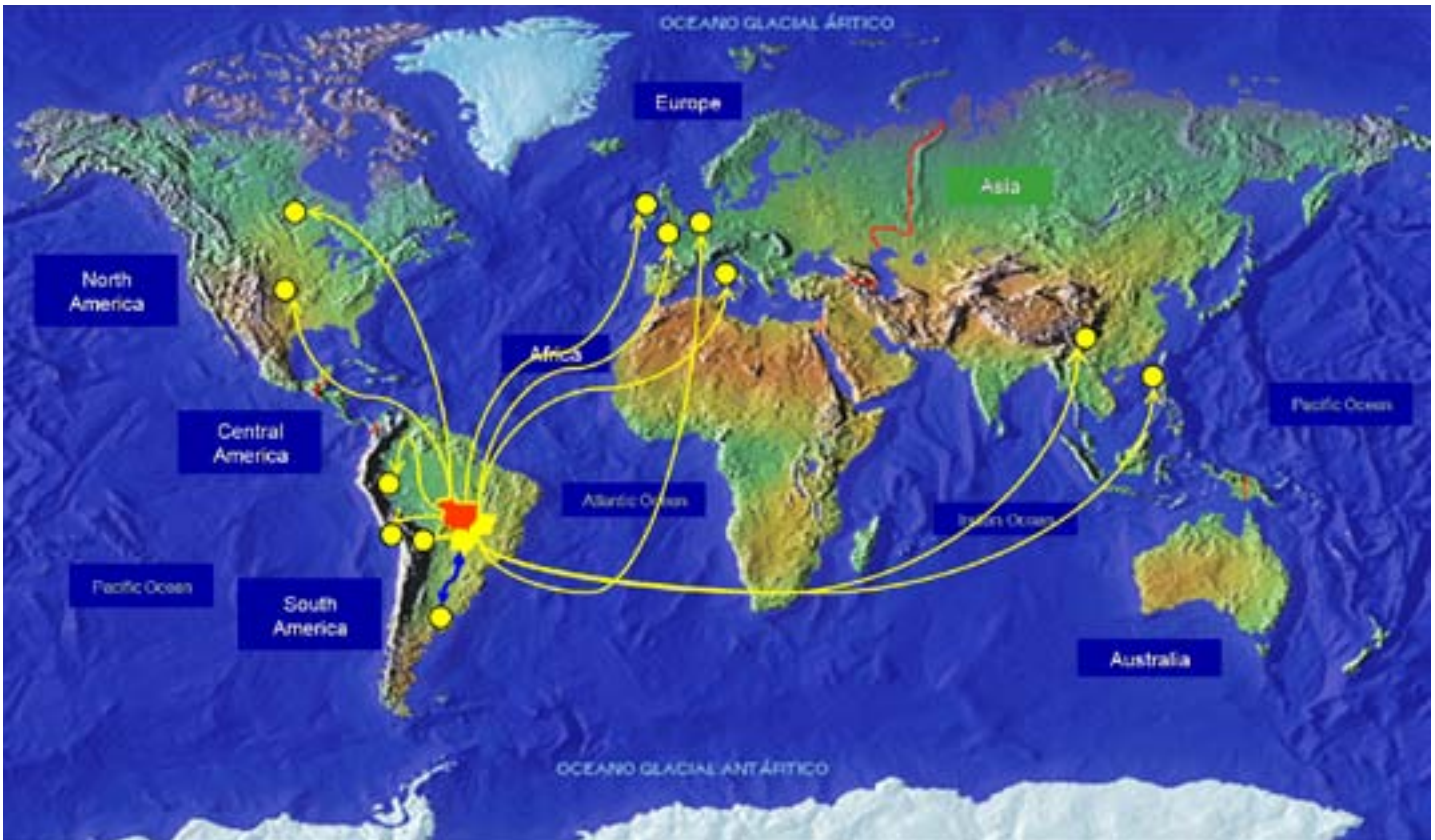 OCEANO GLACIAL ÁRTICO
Europe
Asia
North
America
Africa
Central
America
Pacific Ocean
Atlantic Ocean
Indian Ocean
Pacific Ocean
South
America
Australia
OCEANO GLACIAL ANTÁRTICO